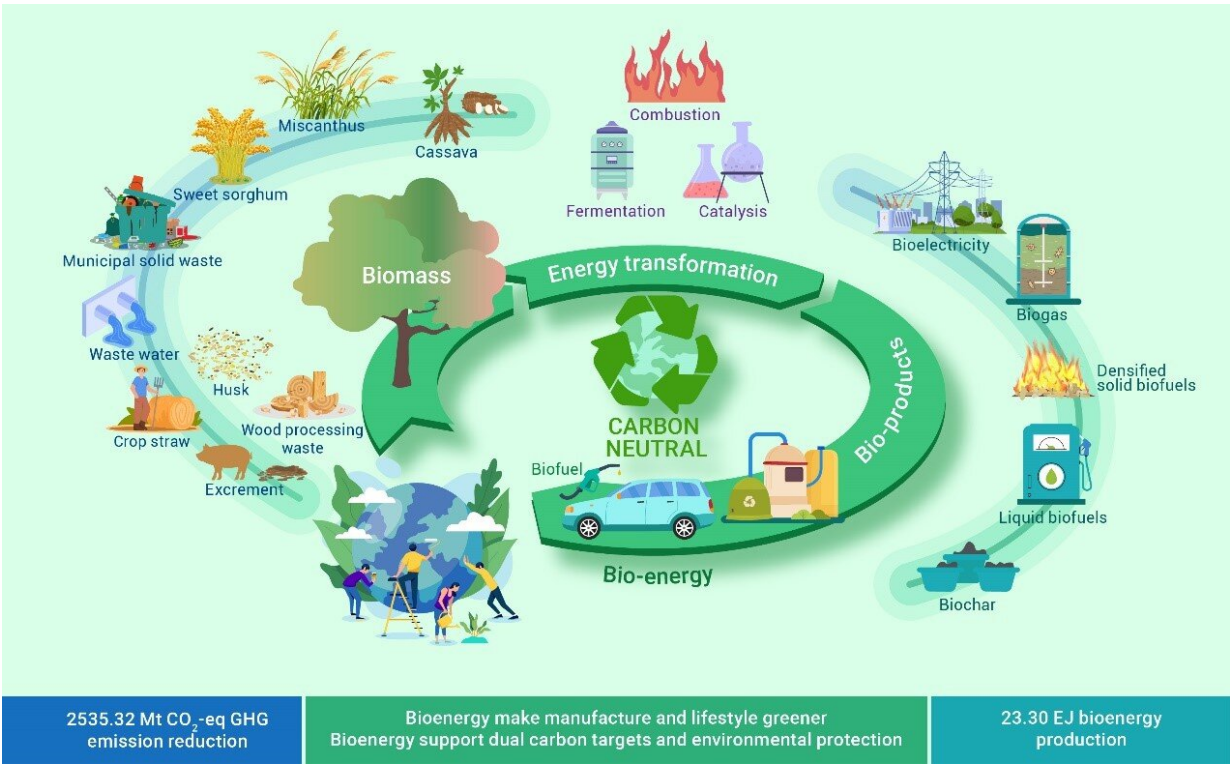 Miscanthus
Cassava
Sweet sorghum
Municipal solid waste
Waste water
Husk
Crop straw
Wood processing
waste
Excrement
Combustion
Fermentation
Catalysis
Biomass
Energy transformation
Bio-products
CARBON
NEUTRAL
Biofuel
Bio-energy
Bioelectricity
Biogas
Densified
solid biofuels
Liquid biofuels
Biochar
2535.32 Mt CO₂-eq GHG
emission reduction
Bioenergy make manufacture and lifestyle greener
Bioenergy support dual carbon targets and environmental protection
23.30 EJ bioenergy
production